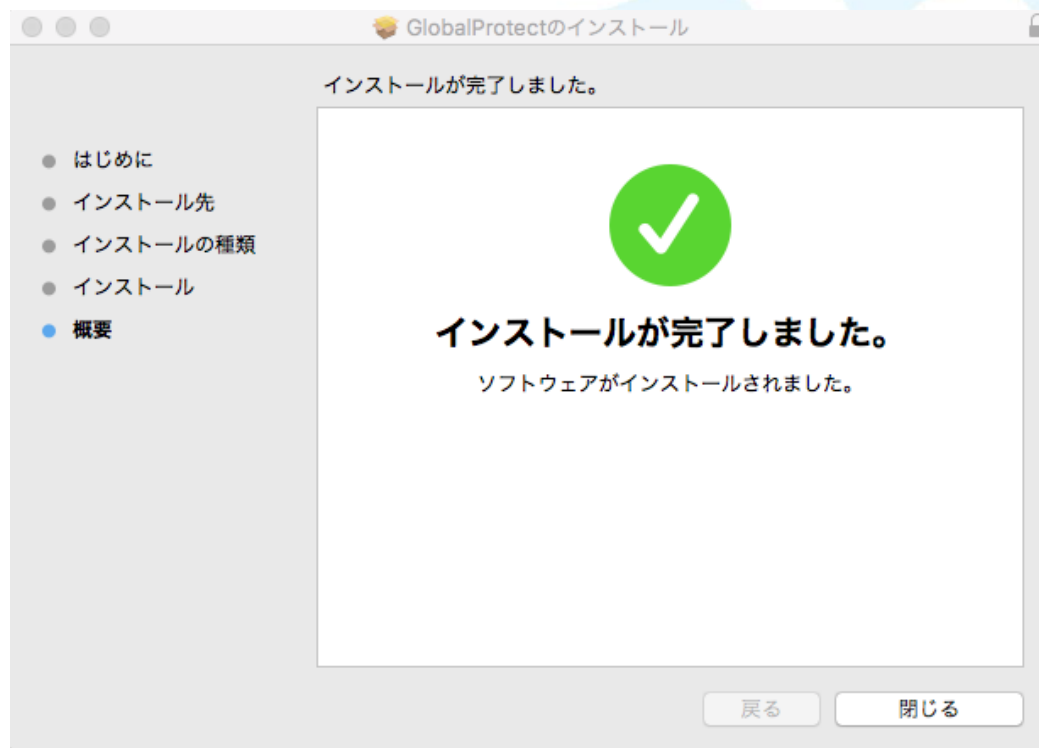 GlobalProtectのインストール
インストールが完了しました。
はじめに
インストール先
インストールの種類
インストール
概要
インストールが完了しました。
ソフトウェアがインストールされました。
戻る
閉じる